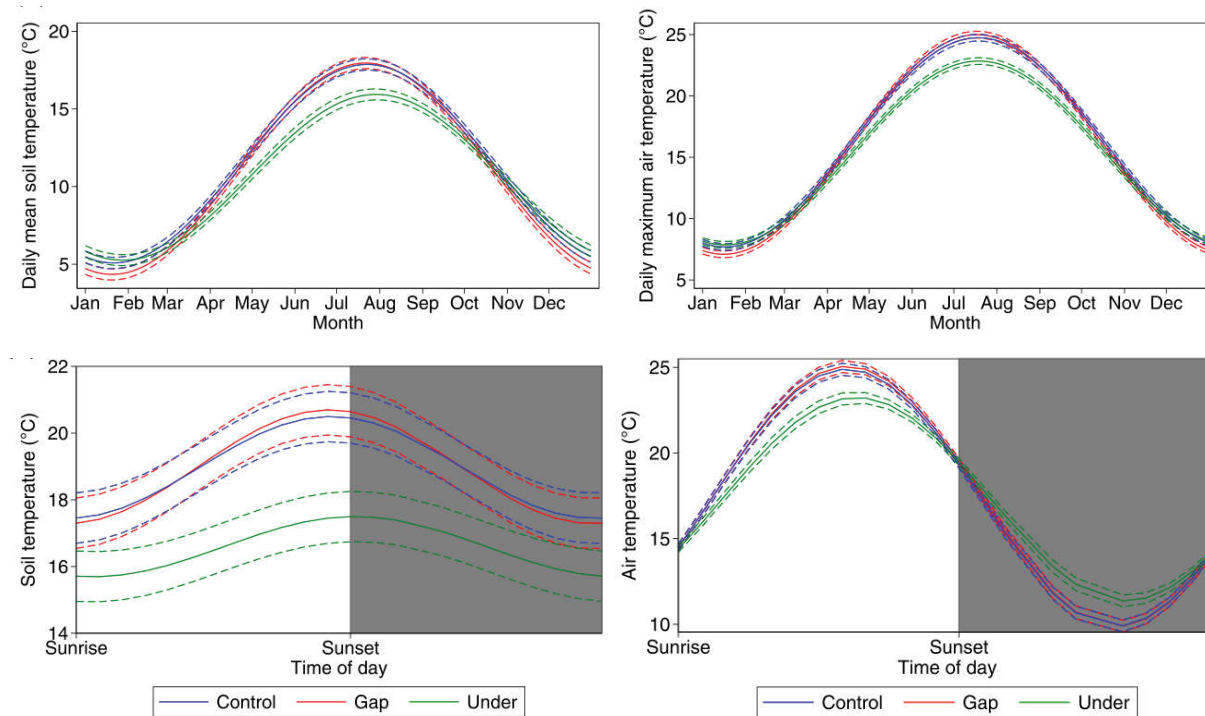 Daily mean soil temperature (°C)
20
15
10
5
Jan Feb Mar Apr May Jun Jul Aug Sep Oct Nov Dec
Month
Daily maximum air temperature (°C)
25
20
15
10
5
Jan Feb Mar Apr May Jun Jul Aug Sep Oct Nov Dec
Month
Soil temperature (°C)
22
20
18
16
14
Sunrise Sunset
Time of day
Control Gap Under
Air temperature (°C)
25
20
15
10
Sunrise Sunset
Time of day
Control Gap Under